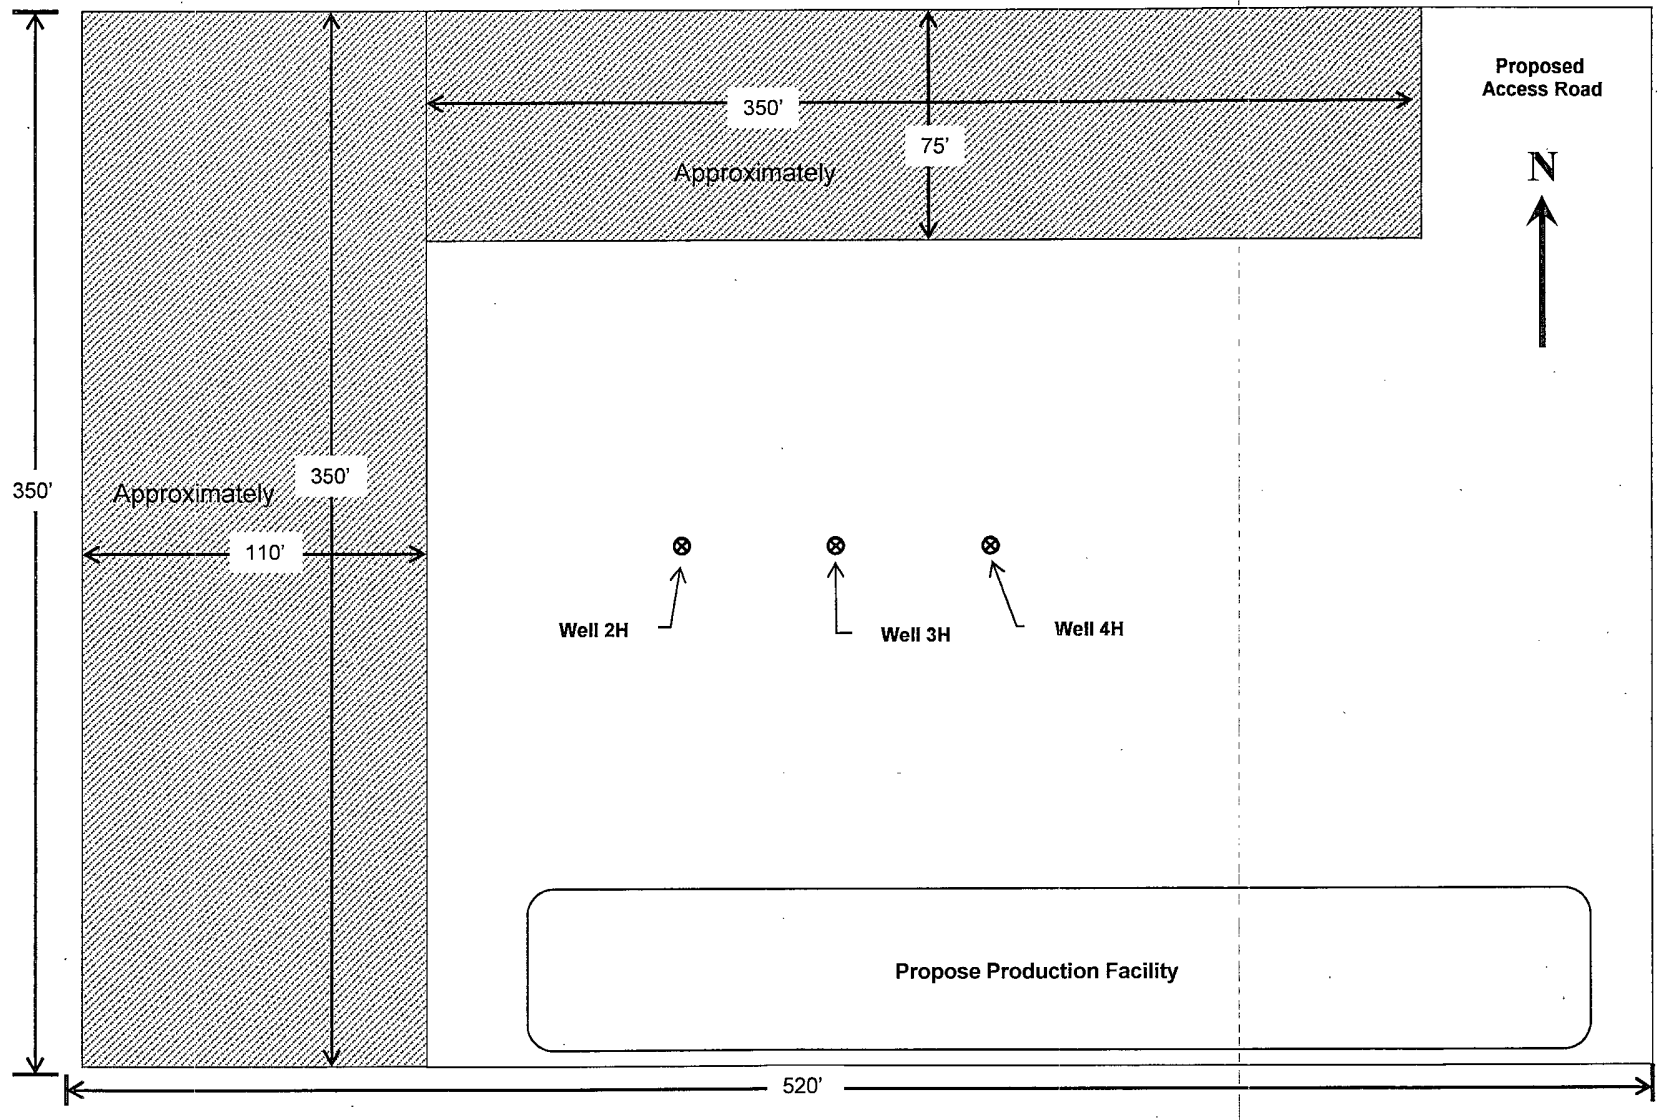 Proposed
Access Road
350'
75'
Approximately
N
350'
350'
Approximately
110'
Well 2H
Well 3H
Well 4H
Propose Production Facility
520'